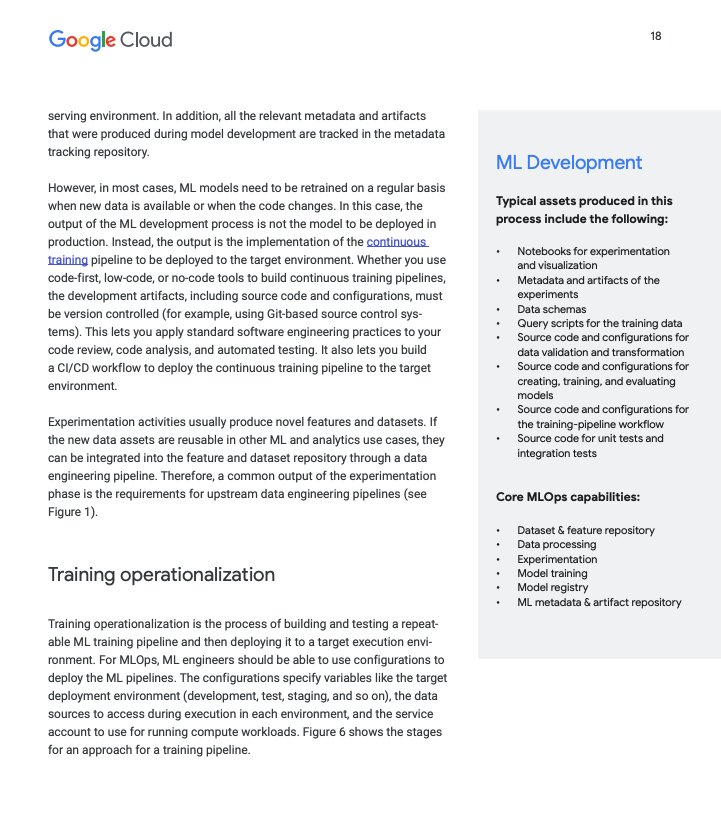 Google Cloud
18
serving environment. In addition, all the relevant metadata and artifacts
that were produced during model development are tracked in the metadata
tracking repository.
However, in most cases, ML models need to be retrained on a regular basis
when new data is available or when the code changes. In this case, the
output of the ML development process is not the model to be deployed in
production. Instead, the output is the implementation of the continuous
training pipeline to be deployed to the target environment. Whether you use
code-first, low-code, or no-code tools to build continuous training pipelines,
the development artifacts, including source code and configurations, must
be version controlled (for example, using Git-based source control sys-
tems). This lets you apply standard software engineering practices to your
code review, code analysis, and automated testing. It also lets you build
a CI/CD workflow to deploy the continuous training pipeline to the target
environment.
Experimentation activities usually produce novel features and datasets. If
the new data assets are reusable in other ML and analytics use cases, they
can be integrated into the feature and dataset repository through a data
engineering pipeline. Therefore, a common output of the experimentation
phase is the requirements for upstream data engineering pipelines (see
Figure 1).
Training operationalization
Training operationalization is the process of building and testing a repeat-
able ML training pipeline and then deploying it to a target execution envi-
ronment. For MLOps, ML engineers should be able to use configurations to
deploy the ML pipelines. The configurations specify variables like the target
deployment environment (development, test, staging, and so on), the data
sources to access during execution in each environment, and the service
account to use for running compute workloads. Figure 6 shows the stages
for an approach for a training pipeline.
ML Development
Typical assets produced in this
process include the following:
• Notebooks for experimentation
and visualization
• Metadata and artifacts of the
experiments
• Data schemas
• Query scripts for the training data
• Source code and configurations for
data validation and transformation
• Source code and configurations for
creating, training, and evaluating
models
• Source code and configurations for
the training-pipeline workflow
• Source code for unit tests and
integration tests
Core MLOps capabilities:
• Dataset & feature repository
• Data processing
• Experimentation
• Model training
• Model registry
• ML metadata & artifact repository